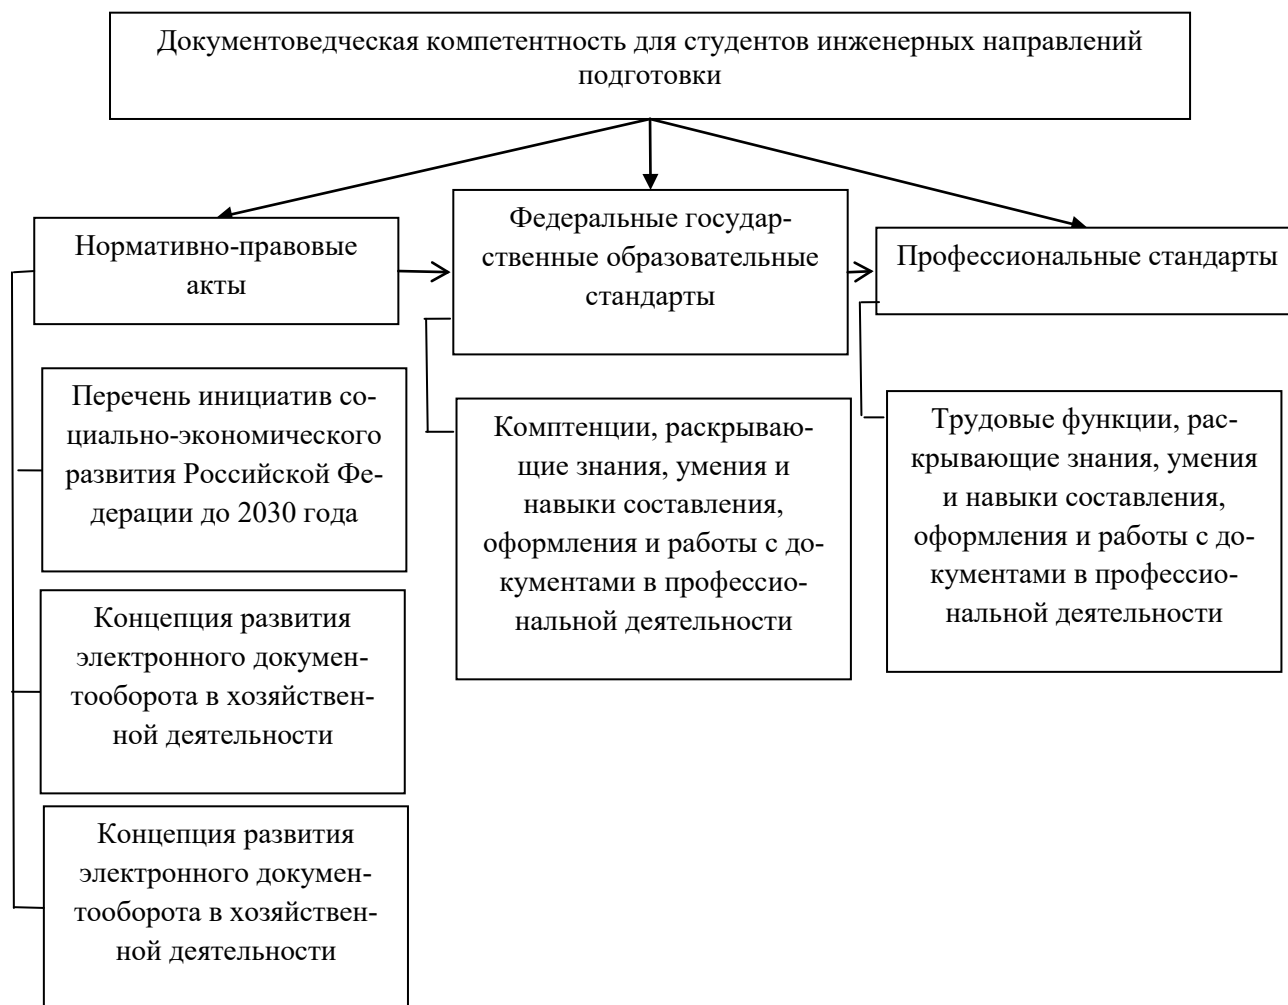 Документоведческая компетентность для студентов инженерных направлений
подготовки
Нормативно-правовые
акты
Федеральные государ-
ственные образовательные
стандарты
Профессиональные стандарты
Перечень инициатив со-
циально-экономического
развития Российской Фе-
дерации до 2030 года
Концепция развития
электронного докумен-
тооборота в хозяйствен-
ной деятельности
Концепция развития
электронного докумен-
тооборота в хозяйствен-
ной деятельности
Комптенции, раскрываю-
щие знания, умения и
навыки составления,
оформления и работы с до-
кументами в профессио-
нальной деятельности
Трудовые функции, рас-
крывающие знания, умения
и навыки составления,
оформления и работы с до-
кументами в профессио-
нальной деятельности